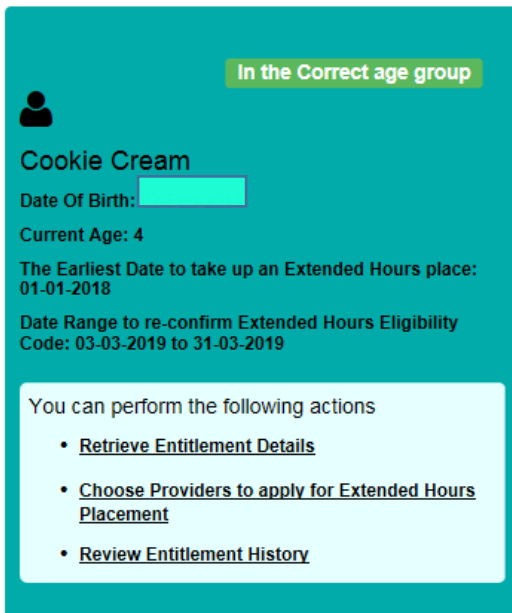 In the Correct age group
Cookie Cream
Date Of Birth:
Current Age: 4
The Earliest Date to take up an Extended Hours place:
01-01-2018
Date Range to re-confirm Extended Hours Eligibility
Code: 03-03-2019 to 31-03-2019
You can perform the following actions
• Retrieve Entitlement Details
• Choose Providers to apply for Extended Hours
Placement
• Review Entitlement History